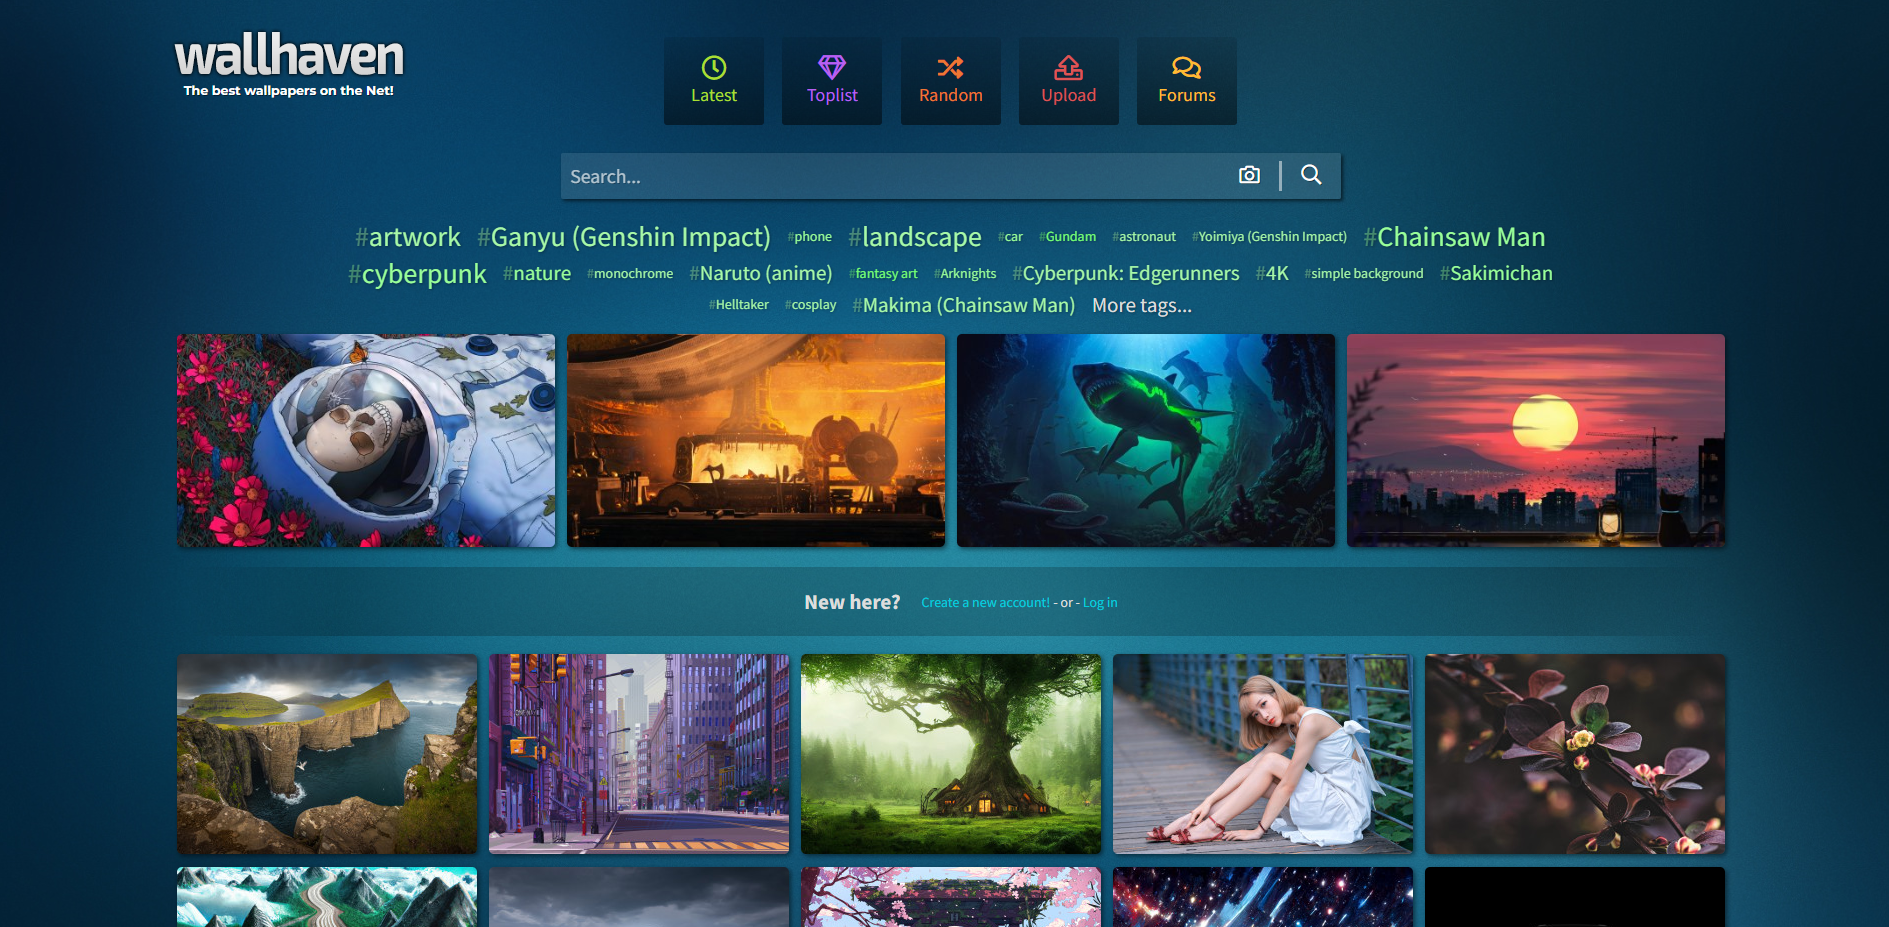 wallhaven
The best wallpapers on the Net!
Latest
Toplist
Random
Upload
Forums
Search...
#artwork #Ganyu (Genshin Impact) #phone #landscape #car #Gundam #astronaut #Yoimiya (Genshin Impact) #Chainsaw Man
#cyberpunk #nature #monochrome #Naruto (anime) #fantasy art #Arknights #Cyberpunk: Edgerunners #4K #simple background #Sakimichan
#Helltaker #cosplay #Makima (Chainsaw Man) More tags...
New here? Create a new account! - or - Log in